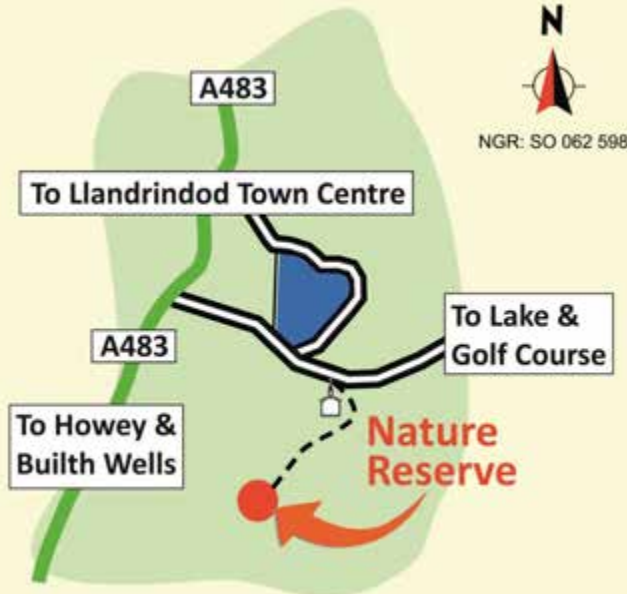 N
NGR: SO 062 598
A483
To Llandrindod Town Centre
To Lake &
Golf Course
A483
To Howey &
Builth Wells
Nature
Reserve